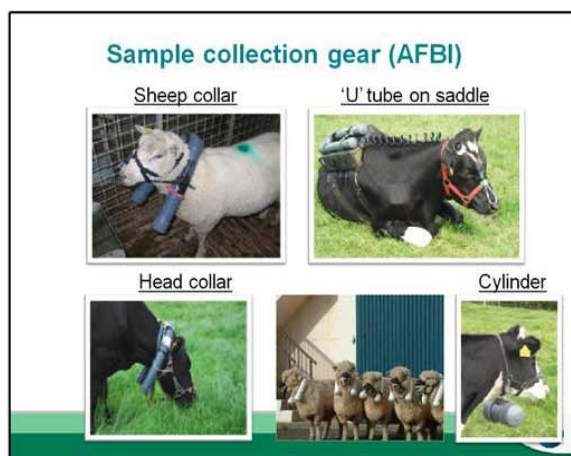 Sample collection gear (AFBI)
Sheep collar
'U' tube on saddle
Head collar
Cylinder